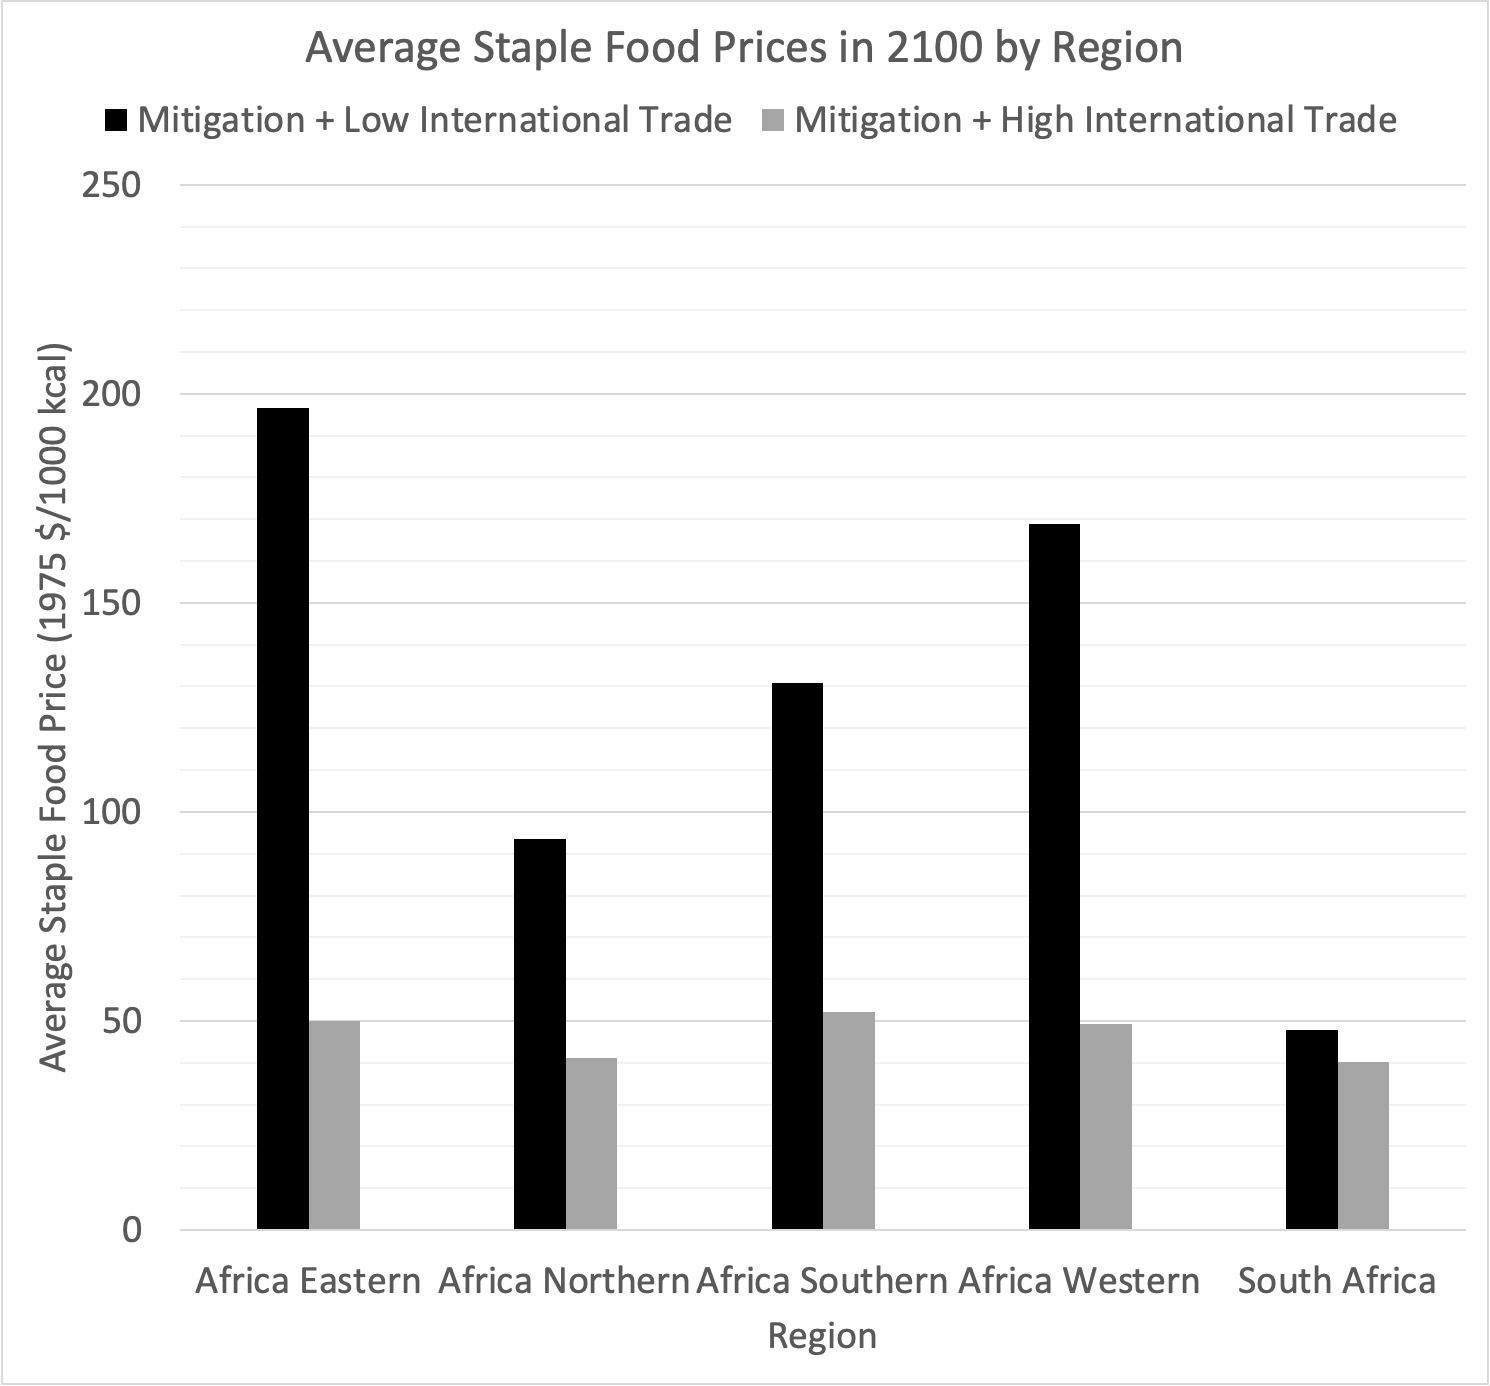 Average Staple Food Prices in 2100 by Region
Mitigation + Low International Trade Mitigation + High International Trade
250
200
150
100
50
0
Average Staple Food Price (1975 $/1000 kcal)
Africa Eastern Africa Northern Africa Southern Africa Western South Africa
Region